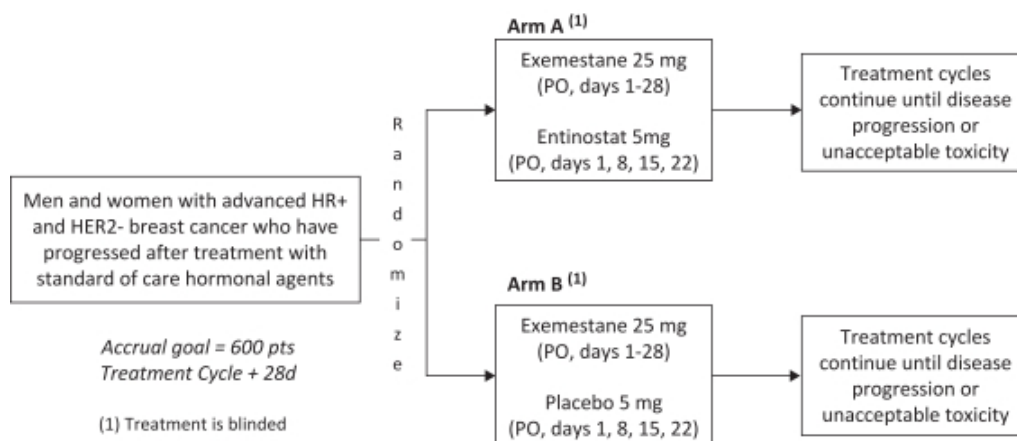 Arm A (1)
Exemestane 25 mg
(PO, days 1-28)
Entinostat 5mg
(PO, days 1, 8, 15, 22)
Treatment cycles
continue until disease
progression or
unacceptable toxicity
Men and women with advanced HR+
and HER2- breast cancer who have
progressed after treatment with
standard of care hormonal agents
Accrual goal = 600 pts
Treatment Cycle + 28d
(1) Treatment is blinded
Randomize
Arm B (1)
Exemestane 25 mg
(PO, days 1-28)
Placebo 5 mg
(PO, days 1, 8, 15, 22)
Treatment cycles
continue until disease
progression or
unacceptable toxicity